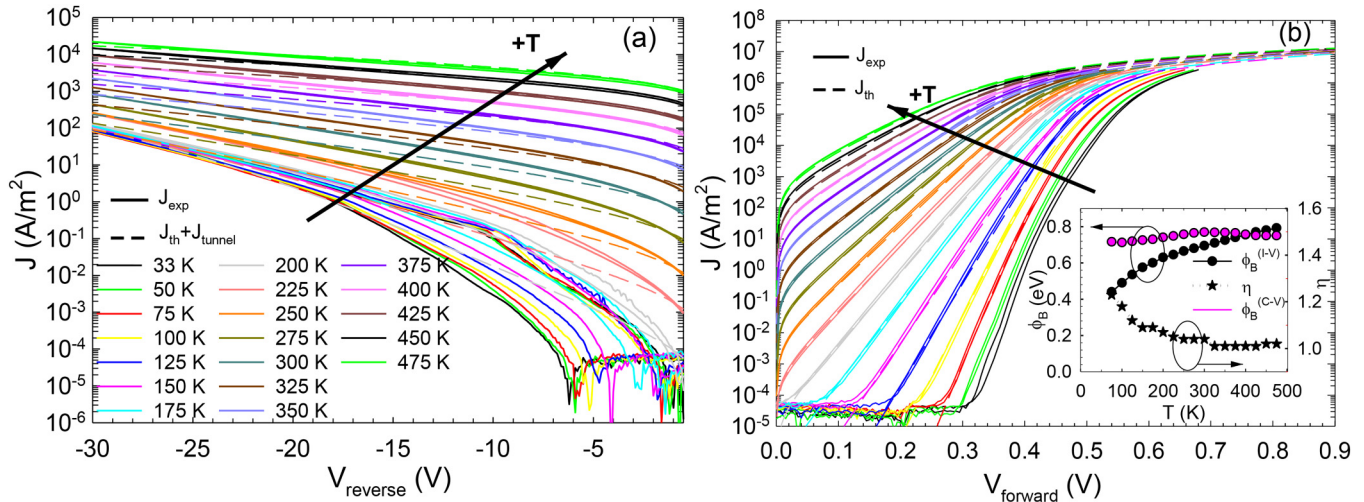 (a)
+T
J_exp
J_th+J_tunnel
33 K
50 K
75 K
100 K
125 K
150 K
175 K
200 K
225 K
250 K
275 K
300 K
325 K
350 K
375 K
400 K
425 K
450 K
475 K
10^5
10^4
10^3
10^2
10^1
10^0
10^-1
10^-2
10^-3
10^-4
10^-5
10^-6
J (A/m^2)
-30 -25 -20 -15 -10 -5
V_reverse (V)
(b)
J_exp
J_th
+T
10^8
10^7
10^6
10^5
10^4
10^3
10^2
10^1
10^0
10^-1
10^-2
10^-3
10^-4
10^-5
J (A/m^2)
0.0 0.1 0.2 0.3 0.4 0.5 0.6 0.7 0.8 0.9
V_forward (V)
0.8
0.6
0.4
0.2
0.0
ϕ_B (eV)
ϕ_B^(I-V)
η
ϕ_B^(C-V)
1.6
1.4
1.2
1.0
η
0 100 200 300 400 500
T (K)